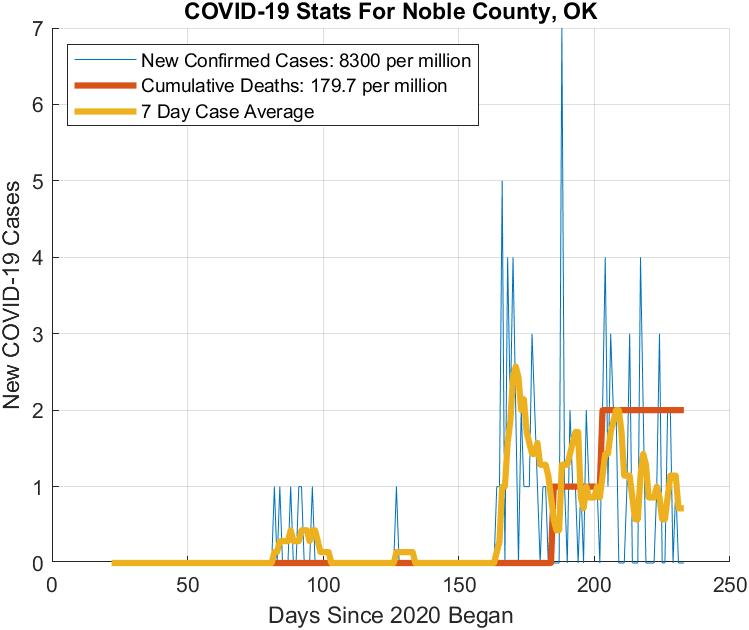 COVID-19 Stats For Noble County, OK
New Confirmed Cases: 8300 per million
Cumulative Deaths: 179.7 per million
7 Day Case Average
New COVID-19 Cases
7
6
5
4
3
2
1
0
0 50 100 150 200 250
Days Since 2020 Began